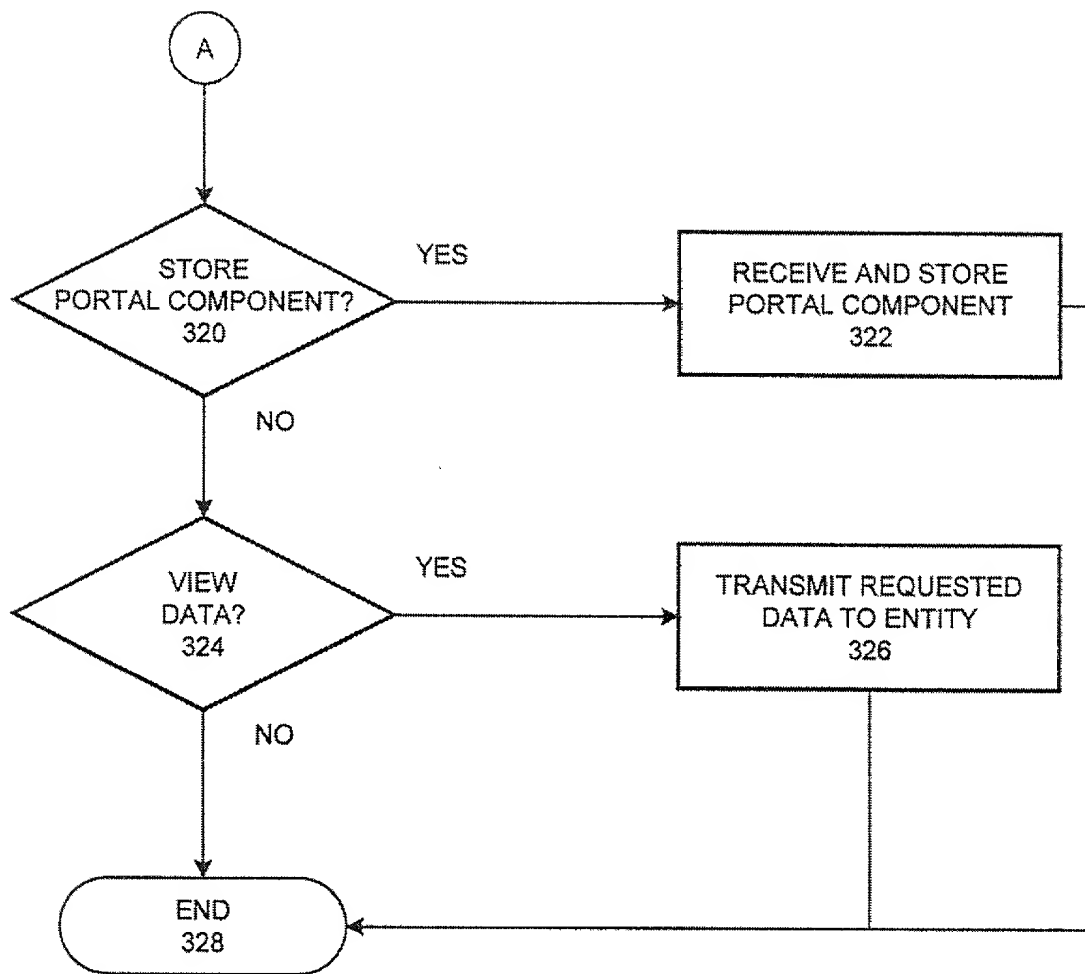 A
STORE
PORTAL COMPONENT?
320
YES
RECEIVE AND STORE
PORTAL COMPONENT
322
NO
VIEW
DATA?
324
YES
TRANSMIT REQUESTED
DATA TO ENTITY
326
NO
END
328